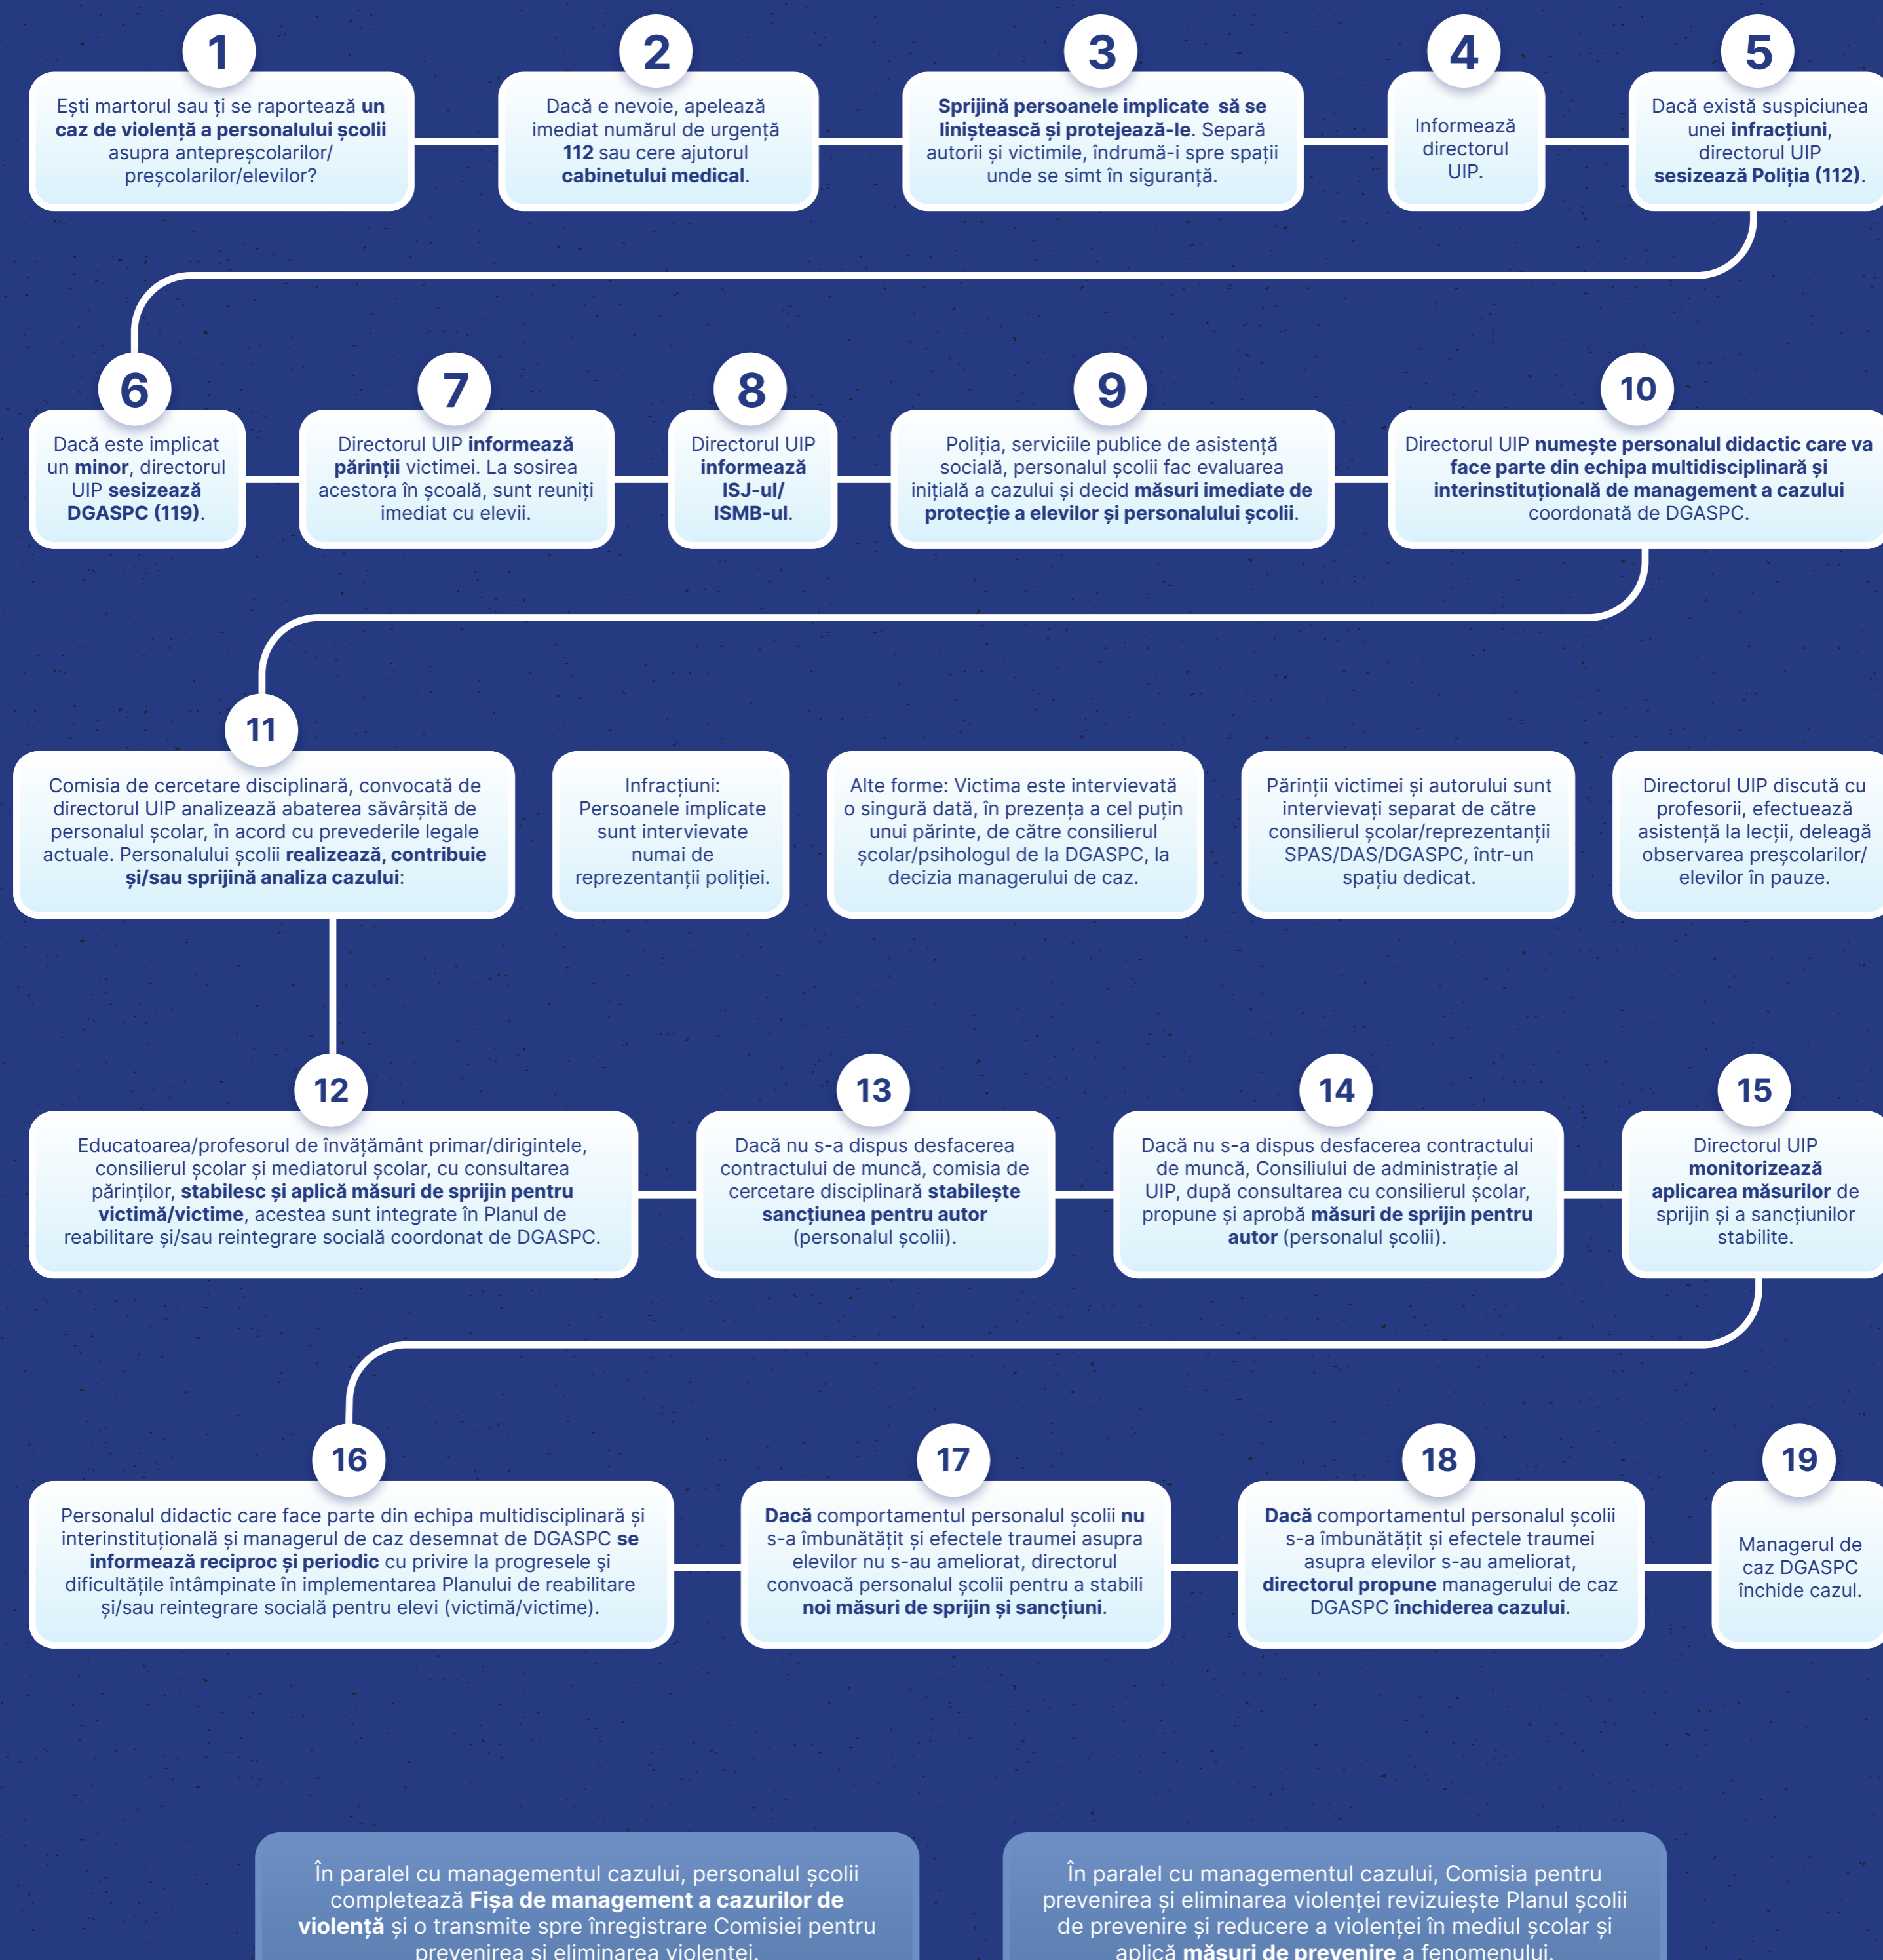 1
Ești martorul sau ți se raportează un
caz de violență a personalului școlii
asupra antepreșcolarilor/
preșcolarilor/elevilor?
2
Dacă e nevoie, apelează
imediat numărul de urgență
112 sau cere ajutorul
cabinetului medical.
3
Sprijină persoanele implicate să se
liniștească și protejează-le. Separă
autorii și victimile, îndrumă-i spre spații
unde se simt în siguranță.
4
Informează
directorul
UIP.
5
Dacă există suspiciunea
unei infracțiuni,
directorul UIP
sesizează Poliția (112).
6
Dacă este implicat
un minor, directorul
UIP sesizează
DGASPC (119).
7
Directorul UIP informează
părinții victimei. La sosirea
acestora în școală, sunt reuniți
imediat cu elevii.
8
Directorul UIP
informează
ISJ-ul/
ISMB-ul.
9
Poliția, serviciile publice de asistență
socială, personalul școlii fac evaluarea
inițială a cazului și decid măsuri imediate de
protecție a elevilor și personalului școlii.
10
Directorul UIP numește personalul didactic care va
face parte din echipa multidisciplinară și
interinstituțională de management a cazului
coordonată de DGASPC.
11
Comisia de cercetare disciplinară, convocată de
directorul UIP analizează abaterea săvârșită de
personalul școlar, în acord cu prevederile legale
actuale. Personalului școlii realizează, contribuie
și/sau sprijină analiza cazului:
Infracțiuni:
Persoanele implicate
sunt intervievate
numai de
reprezentanții poliției.
Alte forme: Victima este intervievată
o singură dată, în prezența a cel puțin
unui părinte, de către consilierul
școlar/psihologul de la DGASPC, la
decizia managerului de caz.
Părinții victimei și autorului sunt
intervievați separat de către
consilierul școlar/reprezentanții
SPAS/DAS/DGASPC, într-un
spațiu dedicat.
Directorul UIP discută cu
profesorii, efectuează
asistență la lecții, deleagă
observarea preșcolarilor/
elevilor în pauze.
12
Educatoarea/profesorul de învățământ primar/dirigintele,
consilierul școlar și mediatorul școlar, cu consultarea
părinților, stabilesc și aplică măsuri de sprijin pentru
victimă/victime, acestea sunt integrate în Planul de
reabilitare și/sau reintegrare socială coordonat de DGASPC.
13
Dacă nu s-a dispus desfacerea
contractului de muncă, comisia de
cercetare disciplinară stabilește
sancțiunea pentru autor
(personalul școlii).
14
Dacă nu s-a dispus desfacerea contractului
de muncă, Consiliului de administrație al
UIP, după consultarea cu consilierul școlar,
propune și aprobă măsuri de sprijin pentru
autor (personalul școlii).
15
Directorul UIP
monitorizează
aplicarea măsurilor de
sprijin și a sancțiunilor
stabilite.
16
Personalul didactic care face parte din echipa multidisciplinară și
interinstituțională și managerul de caz desemnat de DGASPC se
informează reciproc și periodic cu privire la progresele şi
dificultățile întâmpinate în implementarea Planului de reabilitare
și/sau reintegrare socială pentru elevi (victimă/victime).
17
Dacă comportamentul personalul școlii nu
s-a îmbunătățit și efectele traumei asupra
elevilor nu s-au ameliorat, directorul
convoacă personalul școlii pentru a stabili
noi măsuri de sprijin și sancțiuni.
18
Dacă comportamentul personalul școlii
s-a îmbunătățit și efectele traumei
asupra elevilor s-au ameliorat,
directorul propune managerului de caz
DGASPC închiderea cazului.
19
Managerul de
caz DGASPC
închide cazul.
În paralel cu managementul cazului, personalul școlii
completează Fișa de management a cazurilor de
violență și o transmite spre înregistrare Comisiei pentru
prevenirea și eliminarea violenței.
În paralel cu managementul cazului, Comisia pentru
prevenirea și eliminarea violenței revizuiește Planul școlii
de prevenire și reducere a violenței în mediul școlar și
aplică măsuri de prevenire a fenomenului.